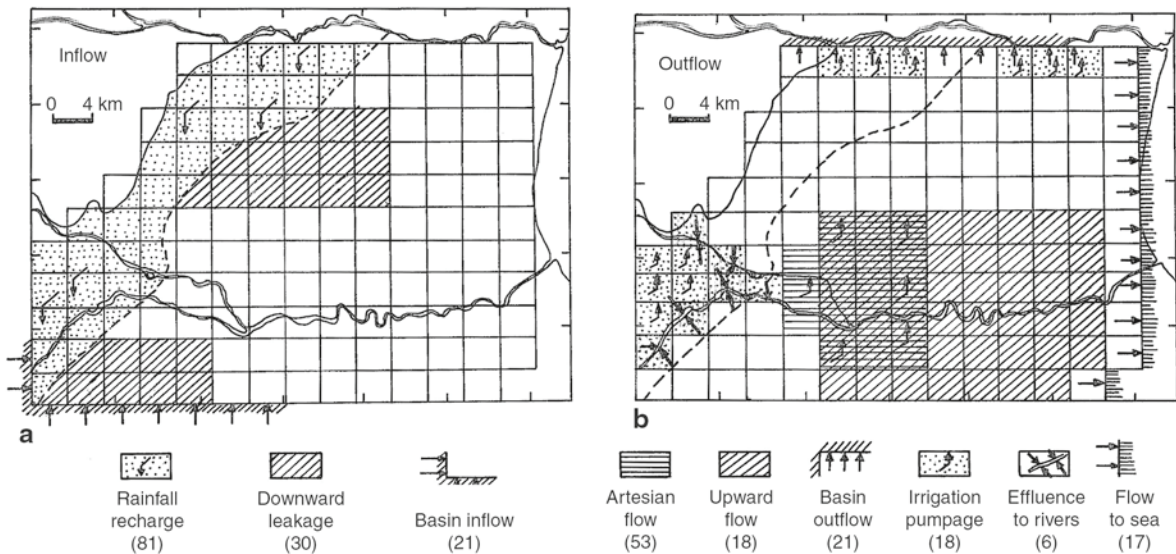 Inflow
0 4 km
a
Rainfall recharge (81)
Downward leakage (30)
Basin inflow (21)
Outflow
0 4 km
b
Artesian flow (53)
Upward flow (18)
Basin outflow (21)
Irrigation pumpage (18)
Effluence to rivers (6)
Flow to sea (17)